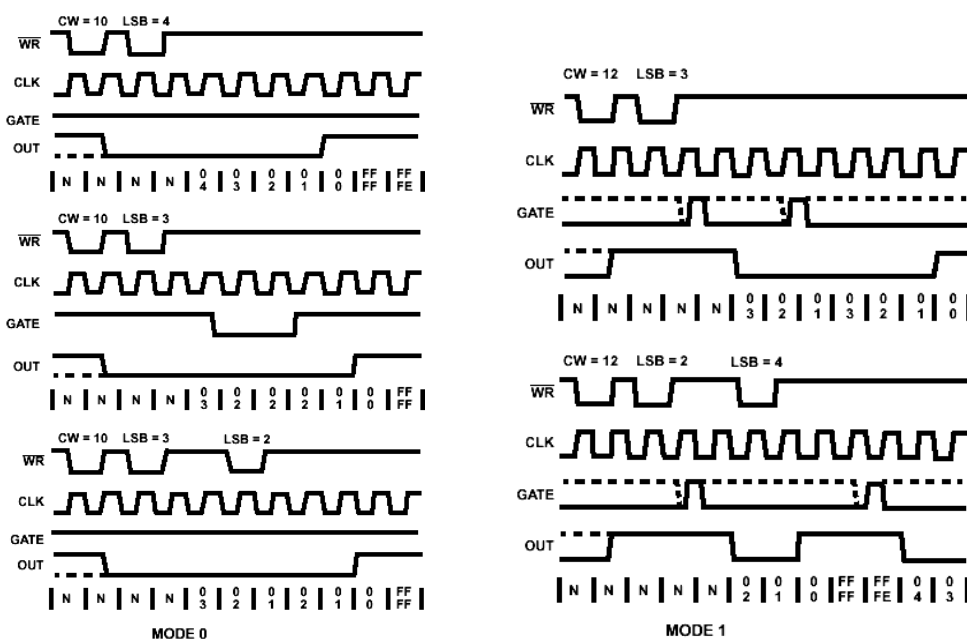 CW = 10 LSB = 4
WR
CLK
GATE
OUT
N N N N 0 4 0 3 0 2 0 1 0 0 FF FF FF FE
CW = 10 LSB = 3
WR
CLK
GATE
OUT
N N N N 0 3 0 2 0 2 0 2 0 1 0 0 FF FF
CW = 10 LSB = 3 LSB = 2
WR
CLK
GATE
OUT
N N N N 0 3 0 2 0 1 0 2 0 1 0 0 FF FF
MODE 0
CW = 12 LSB = 3
WR
CLK
GATE
OUT
N N N N N 0 3 0 2 0 1 0 3 0 2 0 1 0 0
CW = 12 LSB = 2 LSB = 4
WR
CLK
GATE
OUT
N N N N N 0 2 0 1 0 0 FF FF FF FE 0 4 0 3
MODE 1